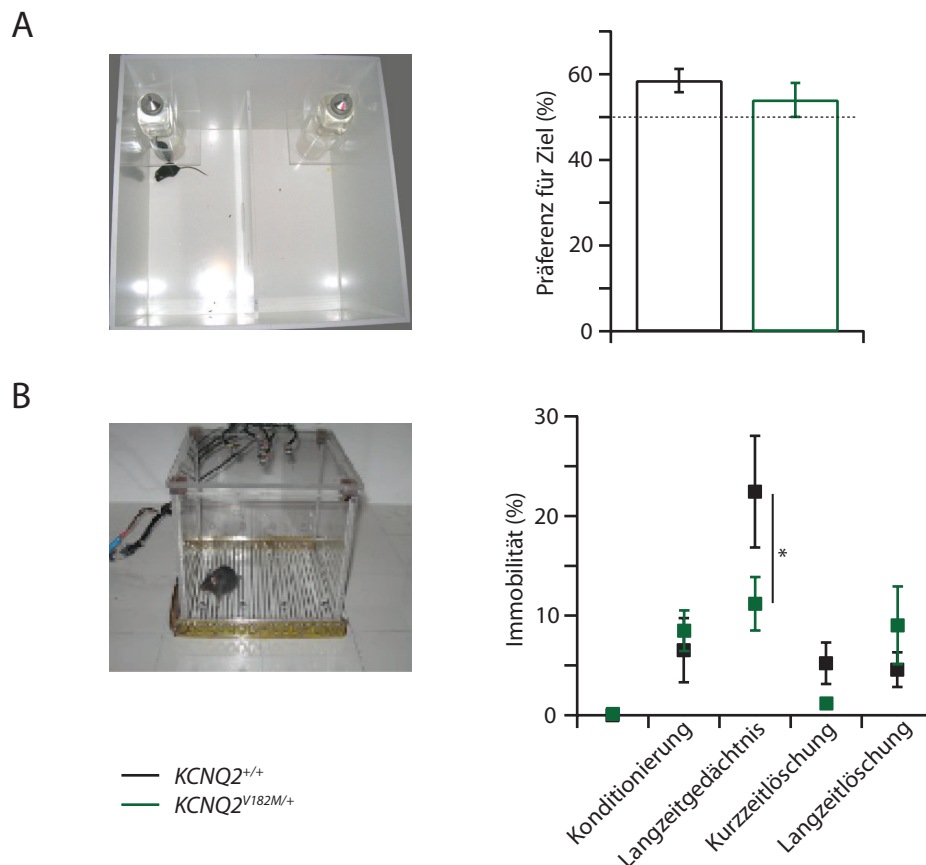 A
Präferenz für Ziel (%)
60
40
20
0
B
Immobilität (%)
30
20
10
0
*
Konditionierung
Langzeitgedächtnis
Kurzzeitlöschung
Langzeitlöschung
KCNQ2+/+
KCNQ2V182M/+